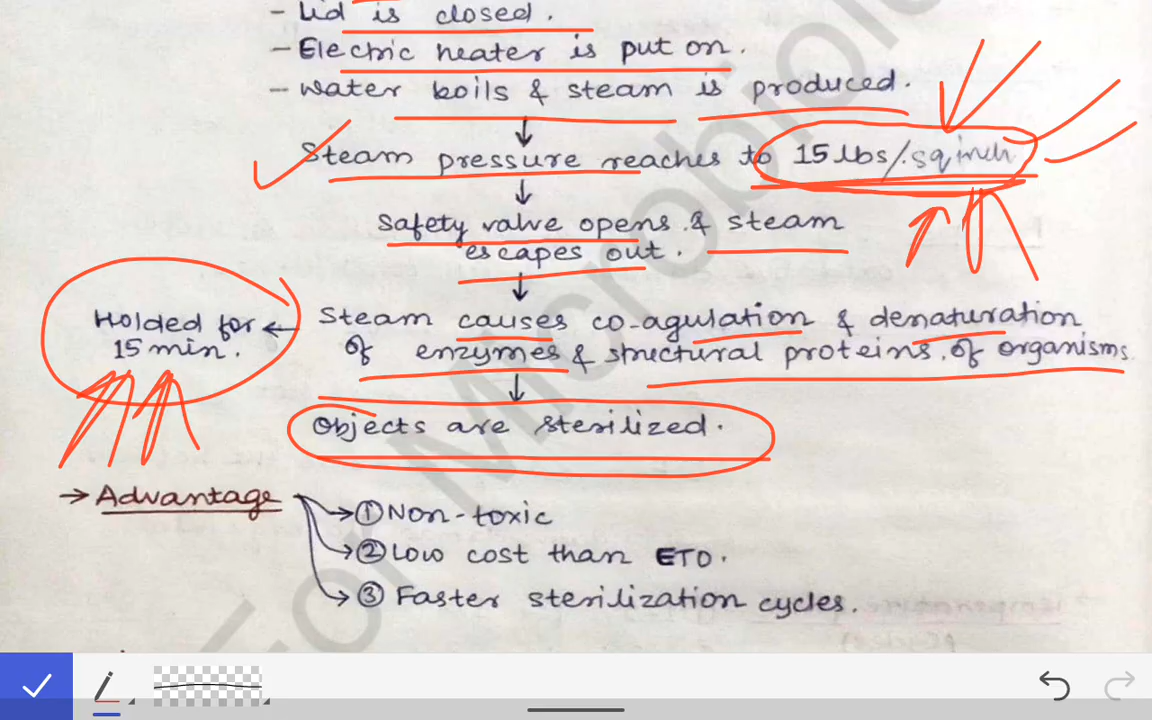 - Lid is closed.
- Electric heater is put on.
- Water boils & steam is produced.
↓
Steam pressure reaches to 15 lbs/sq inch
↓
Safety valve opens & steam
escapes out.
↓
Holded for ← Steam causes co-agulation & denaturation
15 min. of enzymes & structural proteins of organisms.
↓
Objects are sterilized.
→ Advantage → ① Non-toxic
→ ② Low cost than ETO.
→ ③ Faster sterilization cycles.
For Microbiol